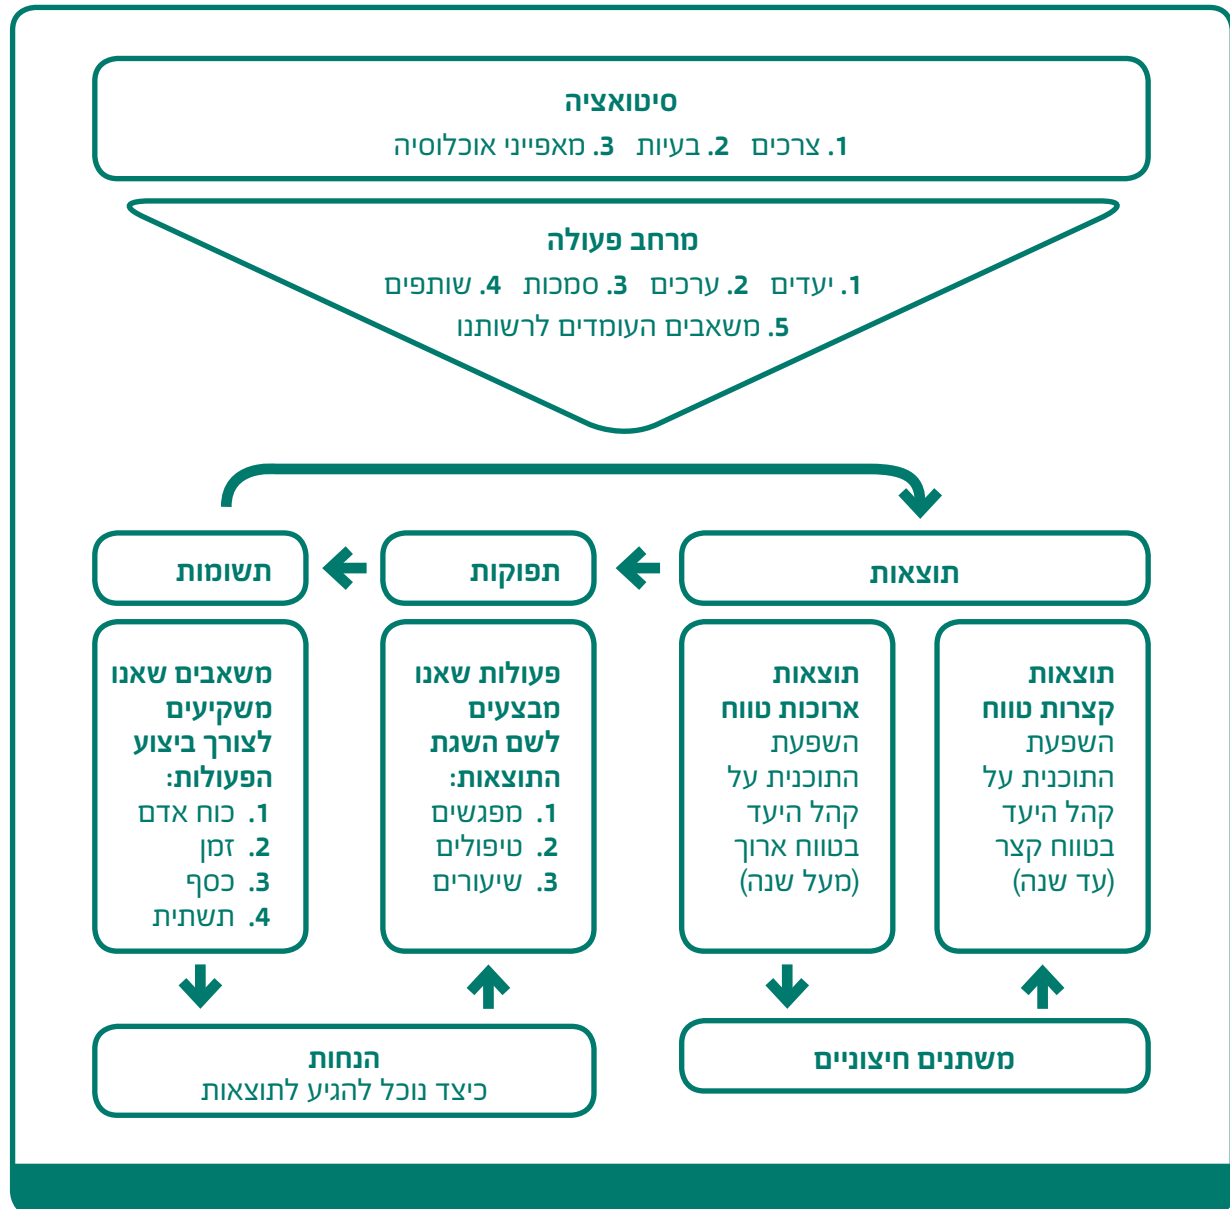 סיטואציה
1. צרכים 2. בעיות 3. מאפייני אוכלוסיה
מרחב פעולה
1. יעדים 2. ערכים 3. סמכות 4. שותפים
5. משאבים העומדים לרשותנו
תוצאות
תוצאות
קצרות טווח
השפעת
התוכנית על
קהל היעד
בטווח קצר
(עד שנה)
תוצאות
ארוכות טווח
השפעת
התוכנית על
קהל היעד
בטווח ארוך
(מעל שנה)
משתנים חיצוניים
תפוקות
פעולות שאנו
מבצעים
לשם השגת
התוצאות:
1. מפגשים
2. טיפולים
3. שיעורים
תשומות
משאבים שאנו
משקיעים
לצורך ביצוע
הפעולות:
1. כוח אדם
2. זמן
3. כסף
4. תשתית
הנחות
כיצד נוכל להגיע לתוצאות